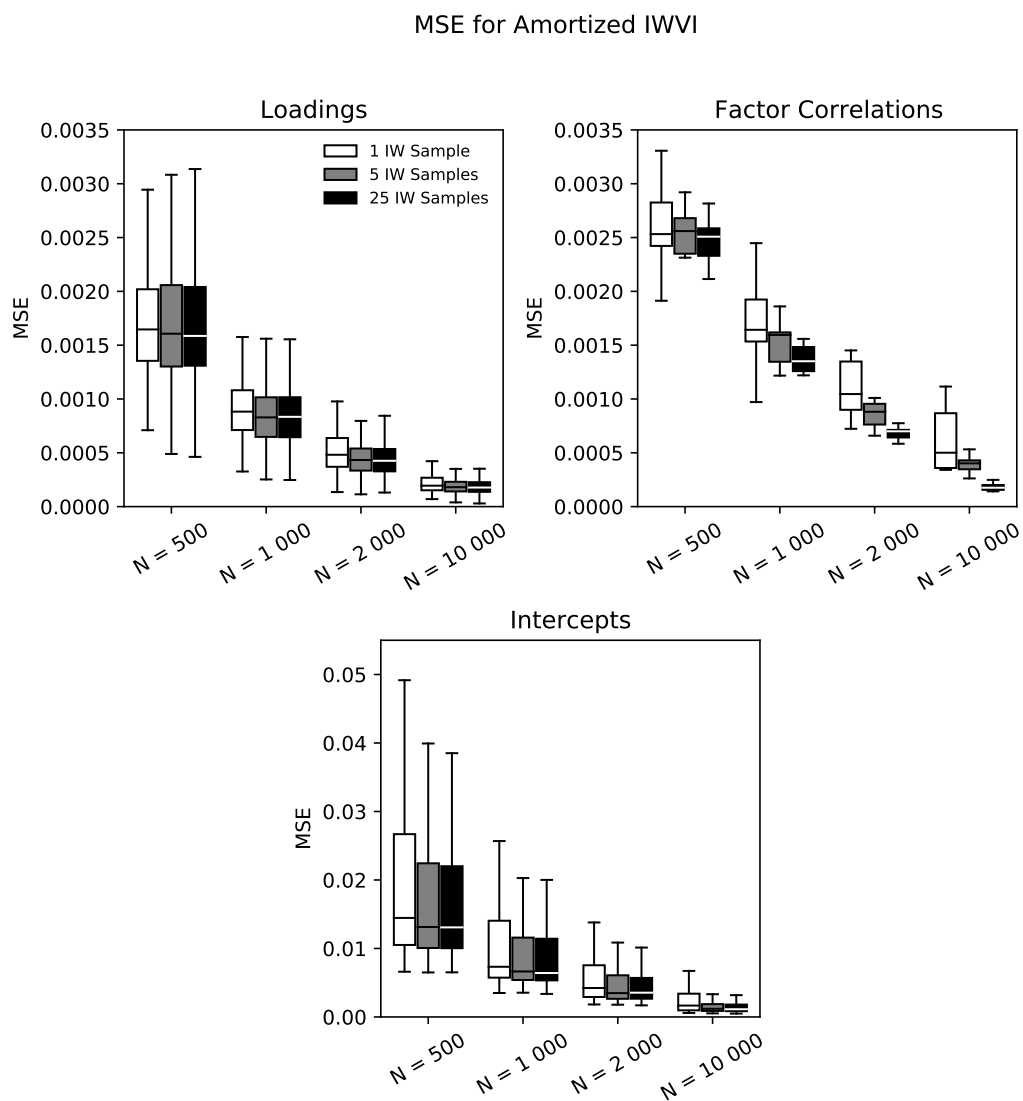 MSE for Amortized IWVI
Loadings
MSE
0.0035
0.0030
0.0025
0.0020
0.0015
0.0010
0.0005
0.0000
1 IW Sample
5 IW Samples
25 IW Samples
N = 500
N = 1 000
N = 2 000
N = 10 000
Factor Correlations
MSE
0.0035
0.0030
0.0025
0.0020
0.0015
0.0010
0.0005
0.0000
N = 500
N = 1 000
N = 2 000
N = 10 000
Intercepts
MSE
0.05
0.04
0.03
0.02
0.01
0.00
N = 500
N = 1 000
N = 2 000
N = 10 000